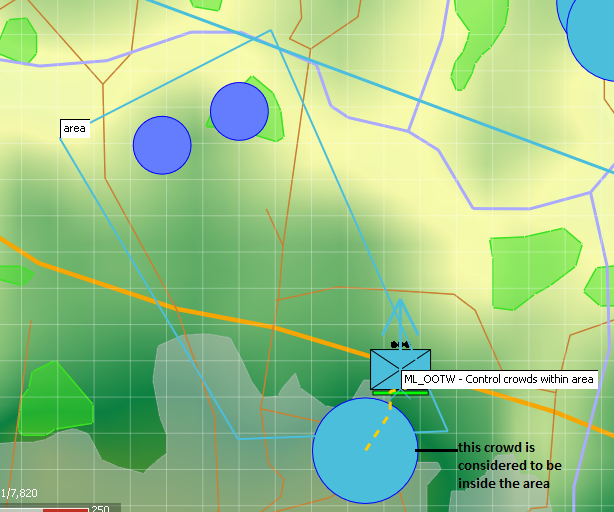 area
ML_OOTW - Control crowds within area
this crowd is
considered to be
inside the area
1/7,820
250